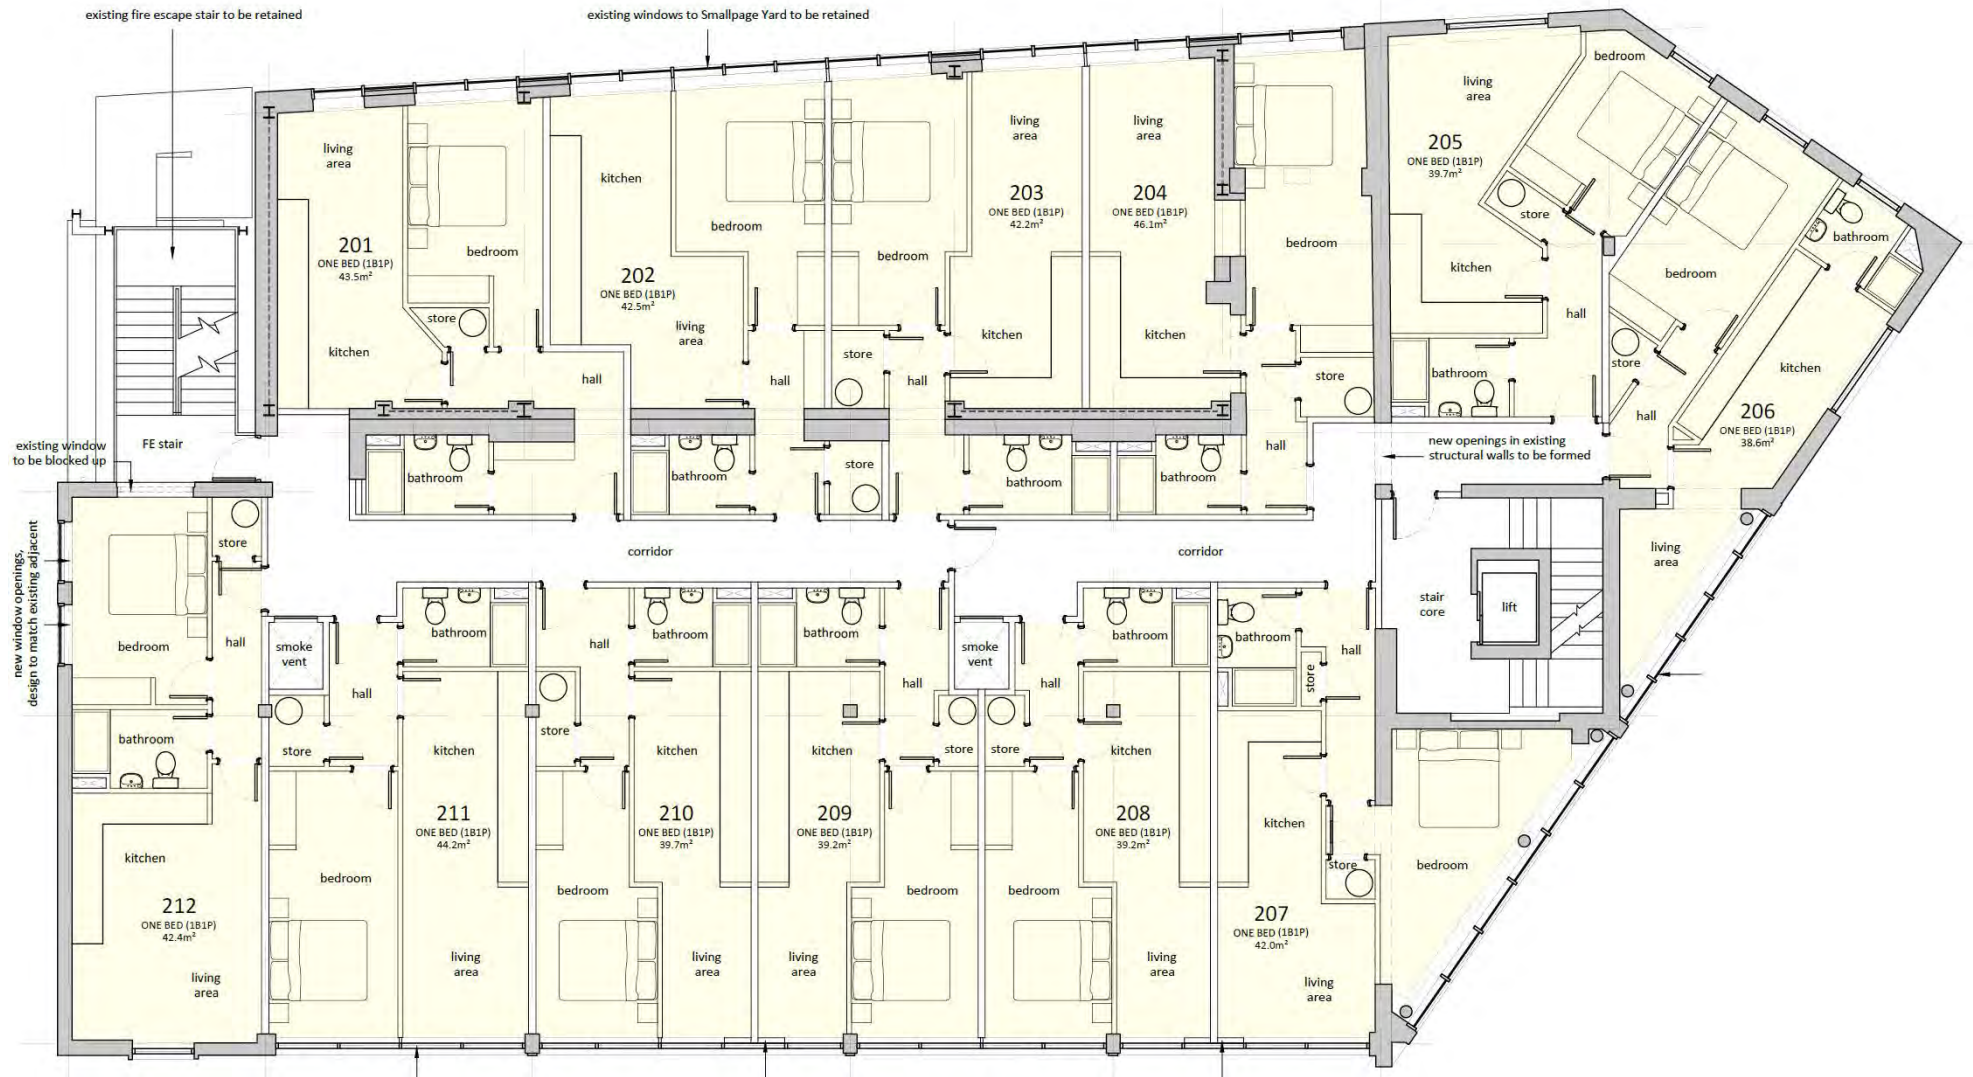 existing fire escape stair to be retained
existing windows to Smallpage Yard to be retained
living
area
201
ONE BED (1B1P)
43.5m²
kitchen
bedroom
store
hall
bathroom
kitchen
202
ONE BED (1B1P)
42.5m²
living
area
bedroom
hall
bathroom
store
living
area
203
ONE BED (1B1P)
42.2m²
bedroom
kitchen
store
hall
bathroom
living
area
204
ONE BED (1B1P)
46.1m²
kitchen
bedroom
store
hall
bathroom
living
area
205
ONE BED (1B1P)
39.7m²
bedroom
store
kitchen
hall
bathroom
bedroom
bathroom
store
kitchen
hall
206
ONE BED (1B1P)
38.6m²
living
area
existing window
to be blocked up
FE stair
new openings in existing
structural walls to be formed
new window openings,
design to match existing adjacent
corridor
corridor
stair
core
lift
store
bedroom
hall
bathroom
kitchen
212
ONE BED (1B1P)
42.4m²
living
area
smoke
vent
hall
store
bathroom
kitchen
211
ONE BED (1B1P)
44.2m²
bedroom
living
area
hall
bathroom
store
kitchen
210
ONE BED (1B1P)
39.7m²
bedroom
living
area
bathroom
hall
kitchen
store
209
ONE BED (1B1P)
39.2m²
bedroom
living
area
smoke
vent
hall
store
bathroom
kitchen
208
ONE BED (1B1P)
39.2m²
bedroom
living
area
bathroom
store
hall
kitchen
store
207
ONE BED (1B1P)
42.0m²
bedroom
living
area